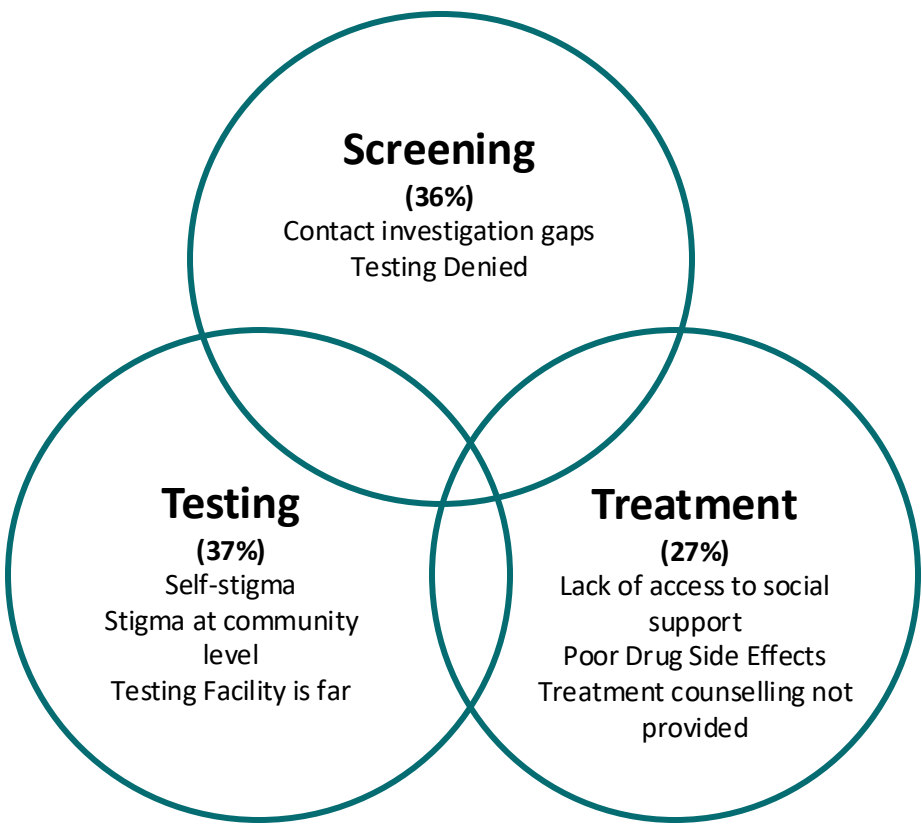 Screening
(36%)
Contact investigation gaps
Testing Denied
Testing
(37%)
Self-stigma
Stigma at community
level
Testing Facility is far
Treatment
(27%)
Lack of access to social
support
Poor Drug Side Effects
Treatment counselling not
provided